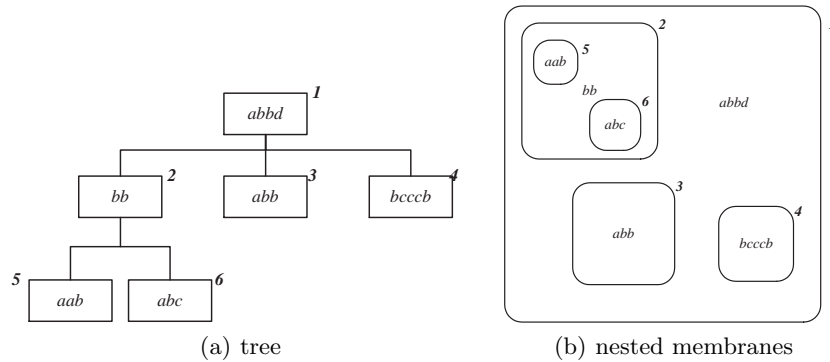 1
abbd
2
bb
3
abb
4
bcccb
5
aab
6
abc
(a) tree
2
5
aab
bb
6
abc
abbd
3
abb
4
bcccb
(b) nested membranes